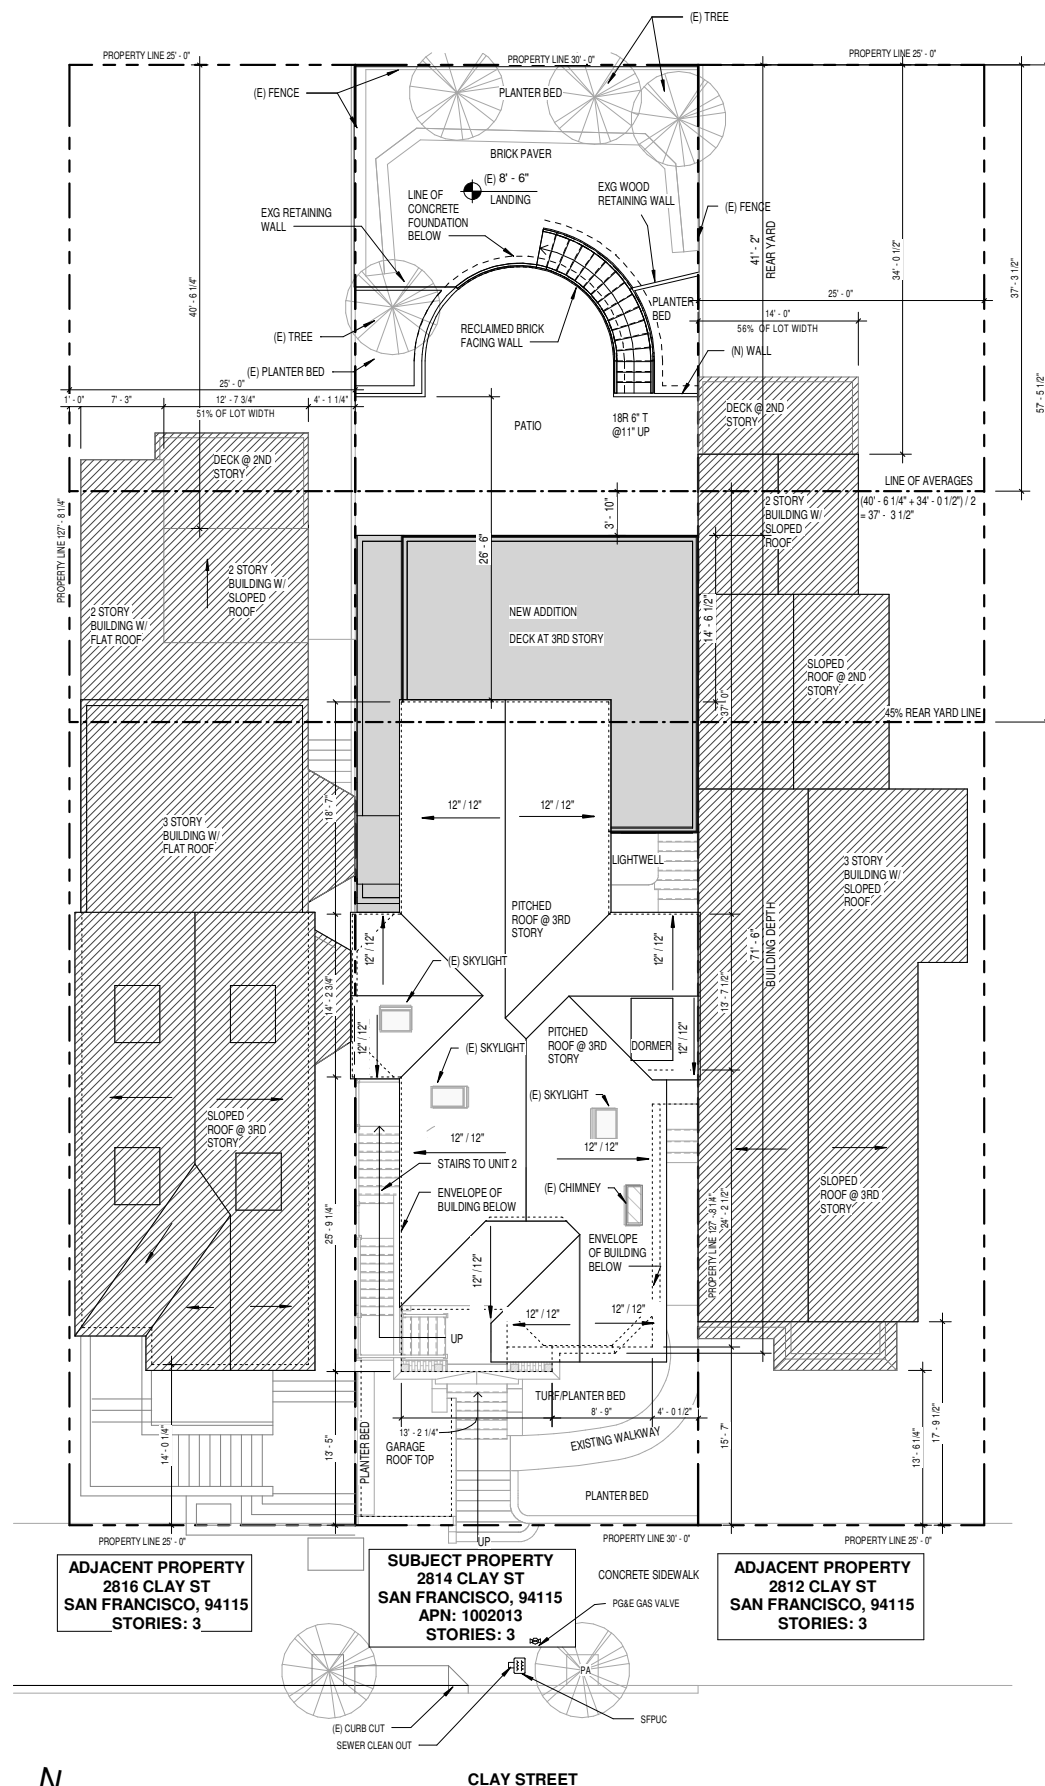 (E) TREE
PROPERTY LINE 25' - 0"
PROPERTY LINE 30' - 0"
PROPERTY LINE 25' - 0"
(E) FENCE
PLANTER BED
BRICK PAVER
(E) 8' - 6"
LANDING
LINE OF
CONCRETE
FOUNDATION
BELOW
EXG WOOD
RETAINING WALL
EXG RETAINING
WALL
(E) FENCE
41' - 2"
REAR YARD
34' - 0 1/2"
37' - 3 1/2"
57' - 5 1/2"
40' - 6 1/4"
25' - 0"
PLANTER
BED
14' - 0"
56% OF LOT WIDTH
RECLAIMED BRICK
FACING WALL
(E) TREE
(N) WALL
(E) PLANTER BED
25' - 0"
1' - 0"
7' - 3"
12' - 7 3/4"
4' - 1 1/4"
51% OF LOT WIDTH
PATIO
18R 6" T
@11" UP
DECK @ 2ND
STORY
DECK @ 2ND
STORY
LINE OF AVERAGES
(40' - 6 1/4" + 34' - 0 1/2") / 2
= 37' - 3 1/2"
PROPERTY LINE 127' - 8 1/4"
3' - 10"
26' - 6"
2 STORY
BUILDING W/
SLOPED
ROOF
2 STORY
BUILDING W/
SLOPED
ROOF
2 STORY
BUILDING W/
FLAT ROOF
NEW ADDITION
DECK AT 3RD STORY
14' - 6 1/2"
37' - 0"
SLOPED
ROOF @ 2ND
STORY
45% REAR YARD LINE
18' - 7"
12" / 12"
12" / 12"
3 STORY
BUILDING W/
FLAT ROOF
LIGHTWELL
3 STORY
BUILDING W/
SLOPED
ROOF
PITCHED
ROOF @ 3RD
STORY
12" / 12"
12" / 12"
71' - 6"
BUILDING DEPTH
(E) SKYLIGHT
14' - 2 3/4"
13' - 7 1/2"
12" / 12"
(E) SKYLIGHT
PITCHED
ROOF @ 3RD
STORY
DORMER
12" / 12"
(E) SKYLIGHT
SLOPED
ROOF @ 3RD
STORY
12" / 12"
12" / 12"
STAIRS TO UNIT 2
(E) CHIMNEY
ENVELOPE OF
BUILDING BELOW
SLOPED
ROOF @ 3RD
STORY
25' - 9 1/4"
PROPERTY LINE 127' - 8 1/4"
24' - 2 1/2"
ENVELOPE
OF BUILDING
BELOW
12" / 12"
12" / 12"
12" / 12"
UP
TURF/PLANTER BED
8' - 9"
4' - 0 1/2"
13' - 2 1/4"
GARAGE
ROOF TOP
EXISTING WALKWAY
PLANTER BED
14' - 0 1/4"
13' - 5"
15' - 7"
13' - 6 1/4"
17' - 9 1/2"
PLANTER BED
UP
PROPERTY LINE 25' - 0"
PROPERTY LINE 30' - 0"
PROPERTY LINE 25' - 0"
ADJACENT PROPERTY
2816 CLAY ST
SAN FRANCISCO, 94115
STORIES: 3
SUBJECT PROPERTY
2814 CLAY ST
SAN FRANCISCO, 94115
APN: 1002013
STORIES: 3
CONCRETE SIDEWALK
PG&E GAS VALVE
ADJACENT PROPERTY
2812 CLAY ST
SAN FRANCISCO, 94115
STORIES: 3
PA
SFPUC
(E) CURB CUT
SEWER CLEAN OUT
N
CLAY STREET